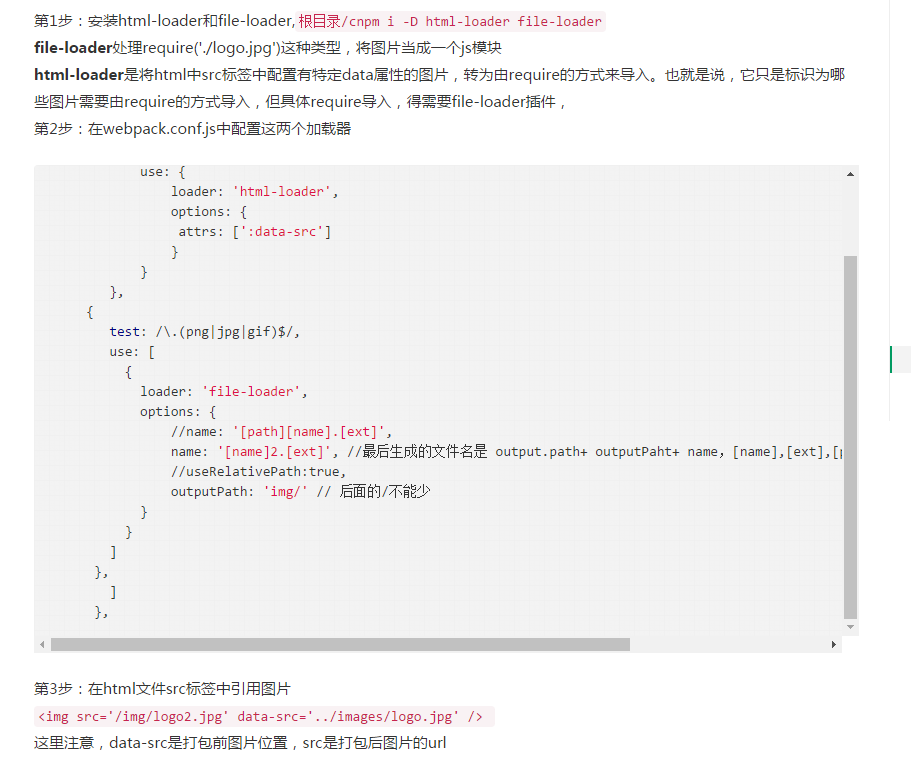 第1步：安装html-loader和file-loader,根目录/cnpm i -D html-loader file-loader
file-loader处理require('./logo.jpg')这种类型，将图片当成一个js模块
html-loader是将html中src标签中配置有特定data属性的图片，转为由require的方式来导入。也就是说，它只是标识为哪
些图片需要由require的方式导入，但具体require导入，得需要file-loader插件，
第2步：在webpack.conf.js中配置这两个加载器
use: {
loader: 'html-loader',
options: {
attrs: [':data-src']
}
}
},
{
test: /\.(png|jpg|gif)$/,
use: [
{
loader: 'file-loader',
options: {
//name: '[path][name].[ext]',
name: '[name]2.[ext]', //最后生成的文件名是 output.path+ outputPaht+ name，[name],[ext],[p
//useRelativePath:true,
outputPath: 'img/' // 后面的/不能少
}
}
]
},
]
},
第3步：在html文件src标签中引用图片
<img src='/img/logo2.jpg' data-src='../images/logo.jpg' />
这里注意，data-src是打包前图片位置，src是打包后图片的url